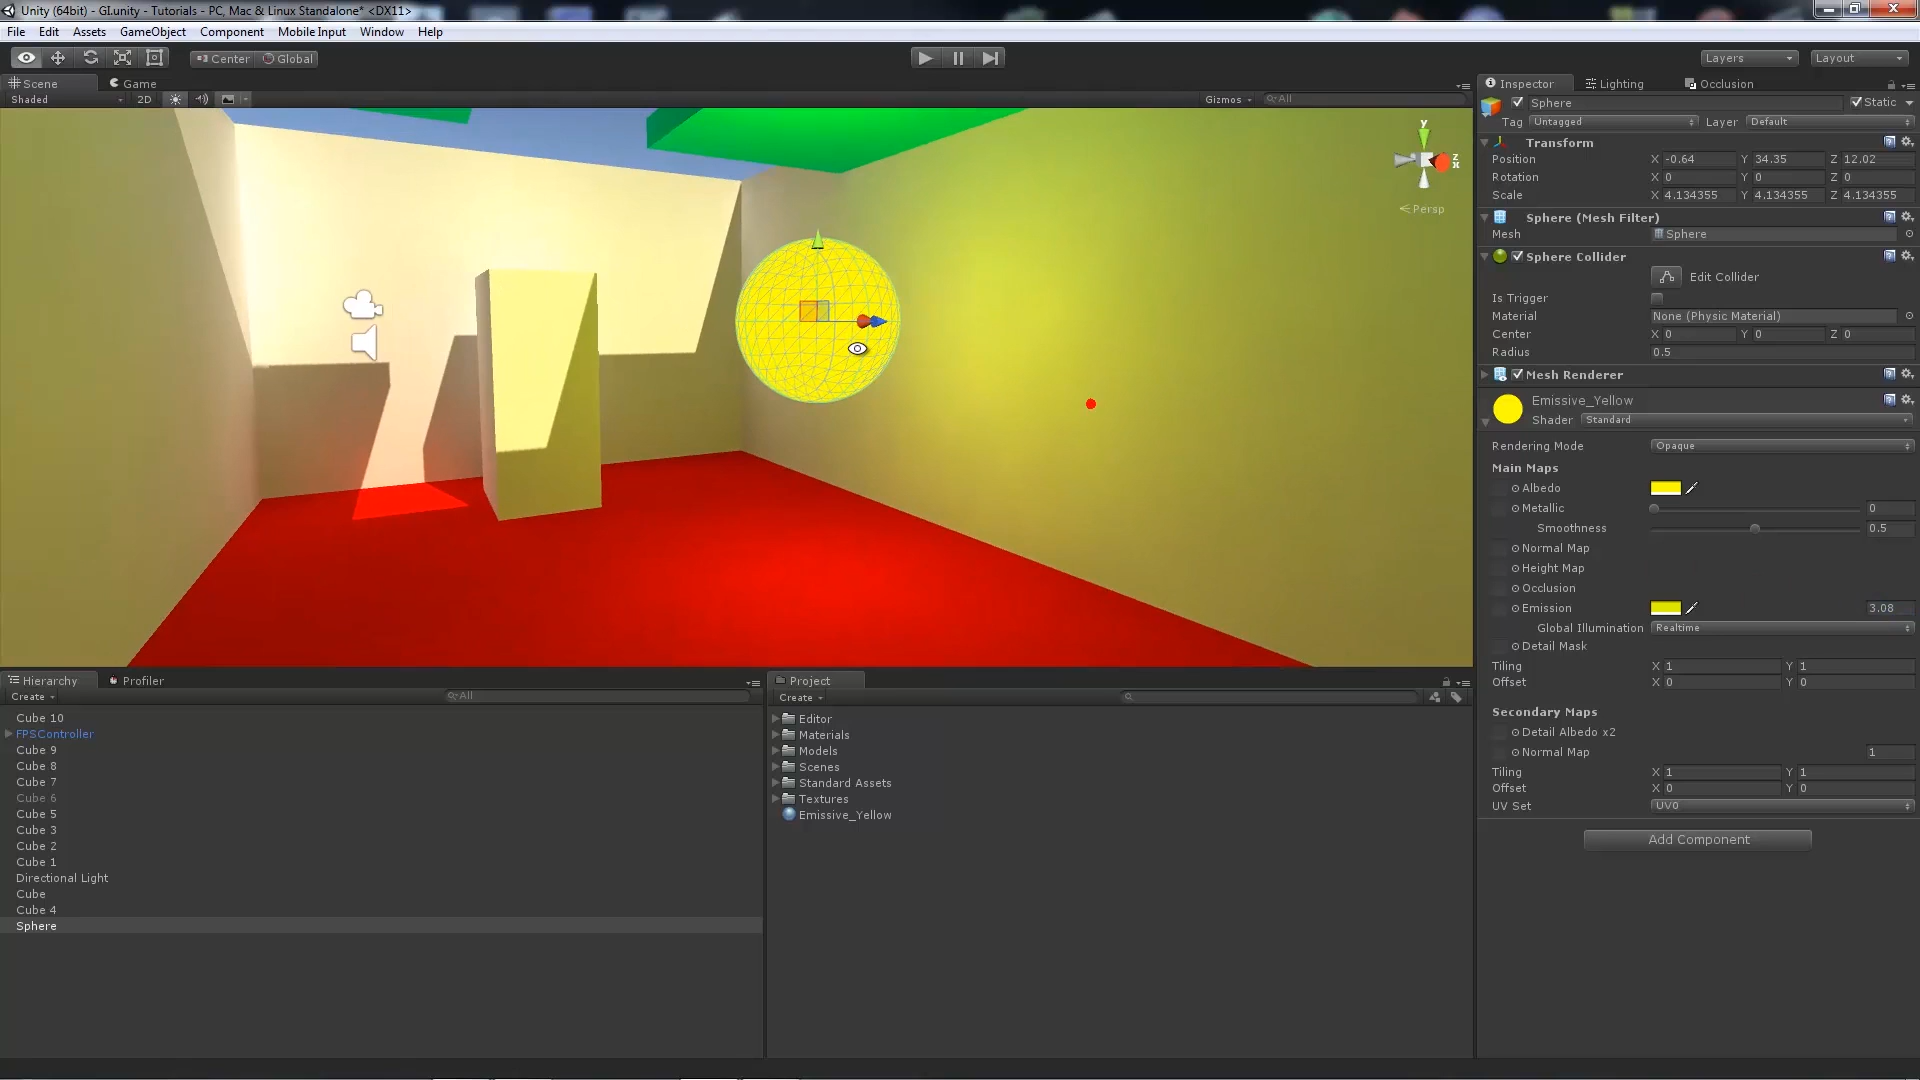 Unity (64bit) - GI.unity - Tutorials - PC, Mac & Linux Standalone* <DX11>
File Edit Assets GameObject Component Mobile Input Window Help
Center Global Layers Layout
Scene Game
Shaded 2D Gizmos All
y
z
x
Persp
Inspector Lighting Occlusion
Sphere Static
Tag Untagged Layer Default
Transform
Position X -0.64 Y 34.35 Z 12.02
Rotation X 0 Y 0 Z 0
Scale X 4.134355 Y 4.134355 Z 4.134355
Sphere (Mesh Filter)
Mesh Sphere
Sphere Collider
Edit Collider
Is Trigger
Material None (Physic Material)
Center X 0 Y 0 Z 0
Radius 0.5
Mesh Renderer
Emissive_Yellow
Shader Standard
Rendering Mode Opaque
Main Maps
Albedo
Metallic 0
Smoothness 0.5
Normal Map
Height Map
Occlusion
Emission 3.08
Global Illumination Realtime
Detail Mask
Tiling X 1 Y 1
Offset X 0 Y 0
Secondary Maps
Detail Albedo x2
Normal Map 1
Tiling X 1 Y 1
Offset X 0 Y 0
UV Set UV0
Add Component
Hierarchy Profiler
Create All
Cube 10
FPSController
Cube 9
Cube 8
Cube 7
Cube 6
Cube 5
Cube 3
Cube 2
Cube 1
Directional Light
Cube
Cube 4
Sphere
Project
Create
Editor
Materials
Models
Scenes
Standard Assets
Textures
Emissive_Yellow